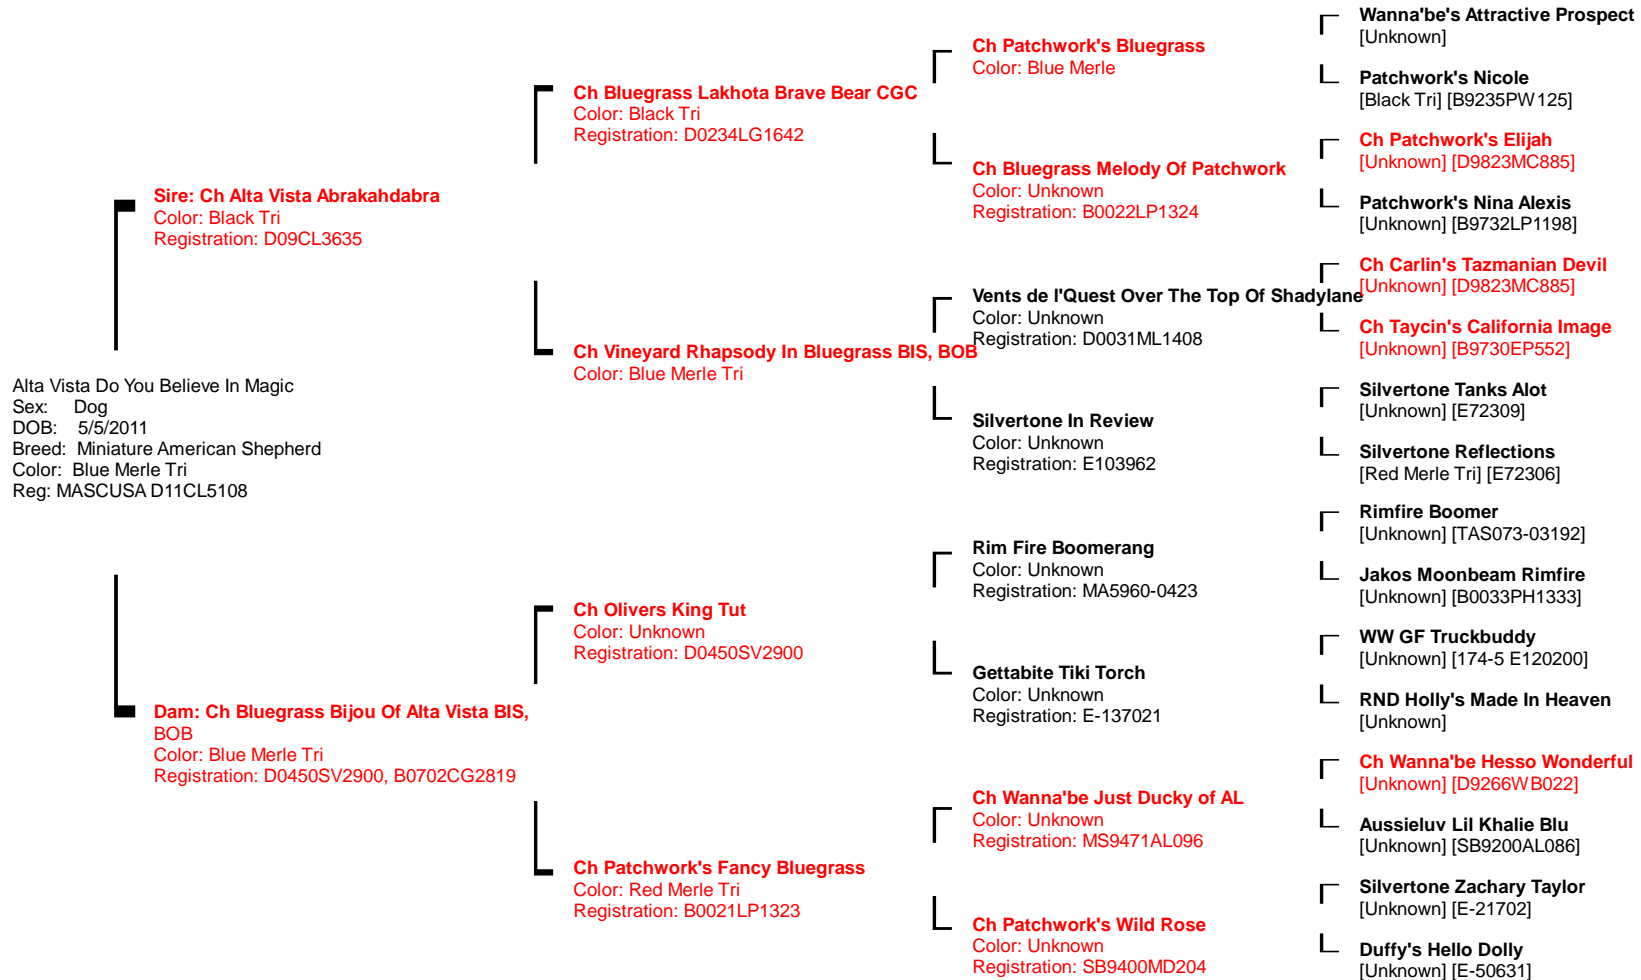 Alta Vista Do You Believe In Magic
Sex: Dog
DOB: 5/5/2011
Breed: Miniature American Shepherd
Color: Blue Merle Tri
Reg: MASCUSA D11CL5108
Sire: Ch Alta Vista Abrakahdabra
Color: Black Tri
Registration: D09CL3635
Dam: Ch Bluegrass Bijou Of Alta Vista BIS,
BOB
Color: Blue Merle Tri
Registration: D0450SV2900, B0702CG2819
Ch Bluegrass Lakhota Brave Bear CGC
Color: Black Tri
Registration: D0234LG1642
Ch Vineyard Rhapsody In Bluegrass BIS, BOB
Color: Blue Merle Tri
Ch Olivers King Tut
Color: Unknown
Registration: D0450SV2900
Ch Patchwork's Fancy Bluegrass
Color: Red Merle Tri
Registration: B0021LP1323
Ch Patchwork's Bluegrass
Color: Blue Merle
Ch Bluegrass Melody Of Patchwork
Color: Unknown
Registration: B0022LP1324
Vents de l'Quest Over The Top Of Shadylane
Color: Unknown
Registration: D0031ML1408
Silvertone In Review
Color: Unknown
Registration: E103962
Rim Fire Boomerang
Color: Unknown
Registration: MA5960-0423
Gettabite Tiki Torch
Color: Unknown
Registration: E-137021
Ch Wanna'be Just Ducky of AL
Color: Unknown
Registration: MS9471AL096
Ch Patchwork's Wild Rose
Color: Unknown
Registration: SB9400MD204
Wanna'be's Attractive Prospect
[Unknown]
Patchwork's Nicole
[Black Tri] [B9235PW125]
Ch Patchwork's Elijah
[Unknown] [D9823MC885]
Patchwork's Nina Alexis
[Unknown] [B9732LP1198]
Ch Carlin's Tazmanian Devil
[Unknown] [D9823MC885]
Ch Taycin's California Image
[Unknown] [B9730EP552]
Silvertone Tanks Alot
[Unknown] [E72309]
Silvertone Reflections
[Red Merle Tri] [E72306]
Rimfire Boomer
[Unknown] [TAS073-03192]
Jakos Moonbeam Rimfire
[Unknown] [B0033PH1333]
WW GF Truckbuddy
[Unknown] [174-5 E120200]
RND Holly's Made In Heaven
[Unknown]
Ch Wanna'be Hesso Wonderful
[Unknown] [D9266WB022]
Aussieluv Lil Khalie Blu
[Unknown] [SB9200AL086]
Silvertone Zachary Taylor
[Unknown] [E-21702]
Duffy's Hello Dolly
[Unknown] [E-50631]